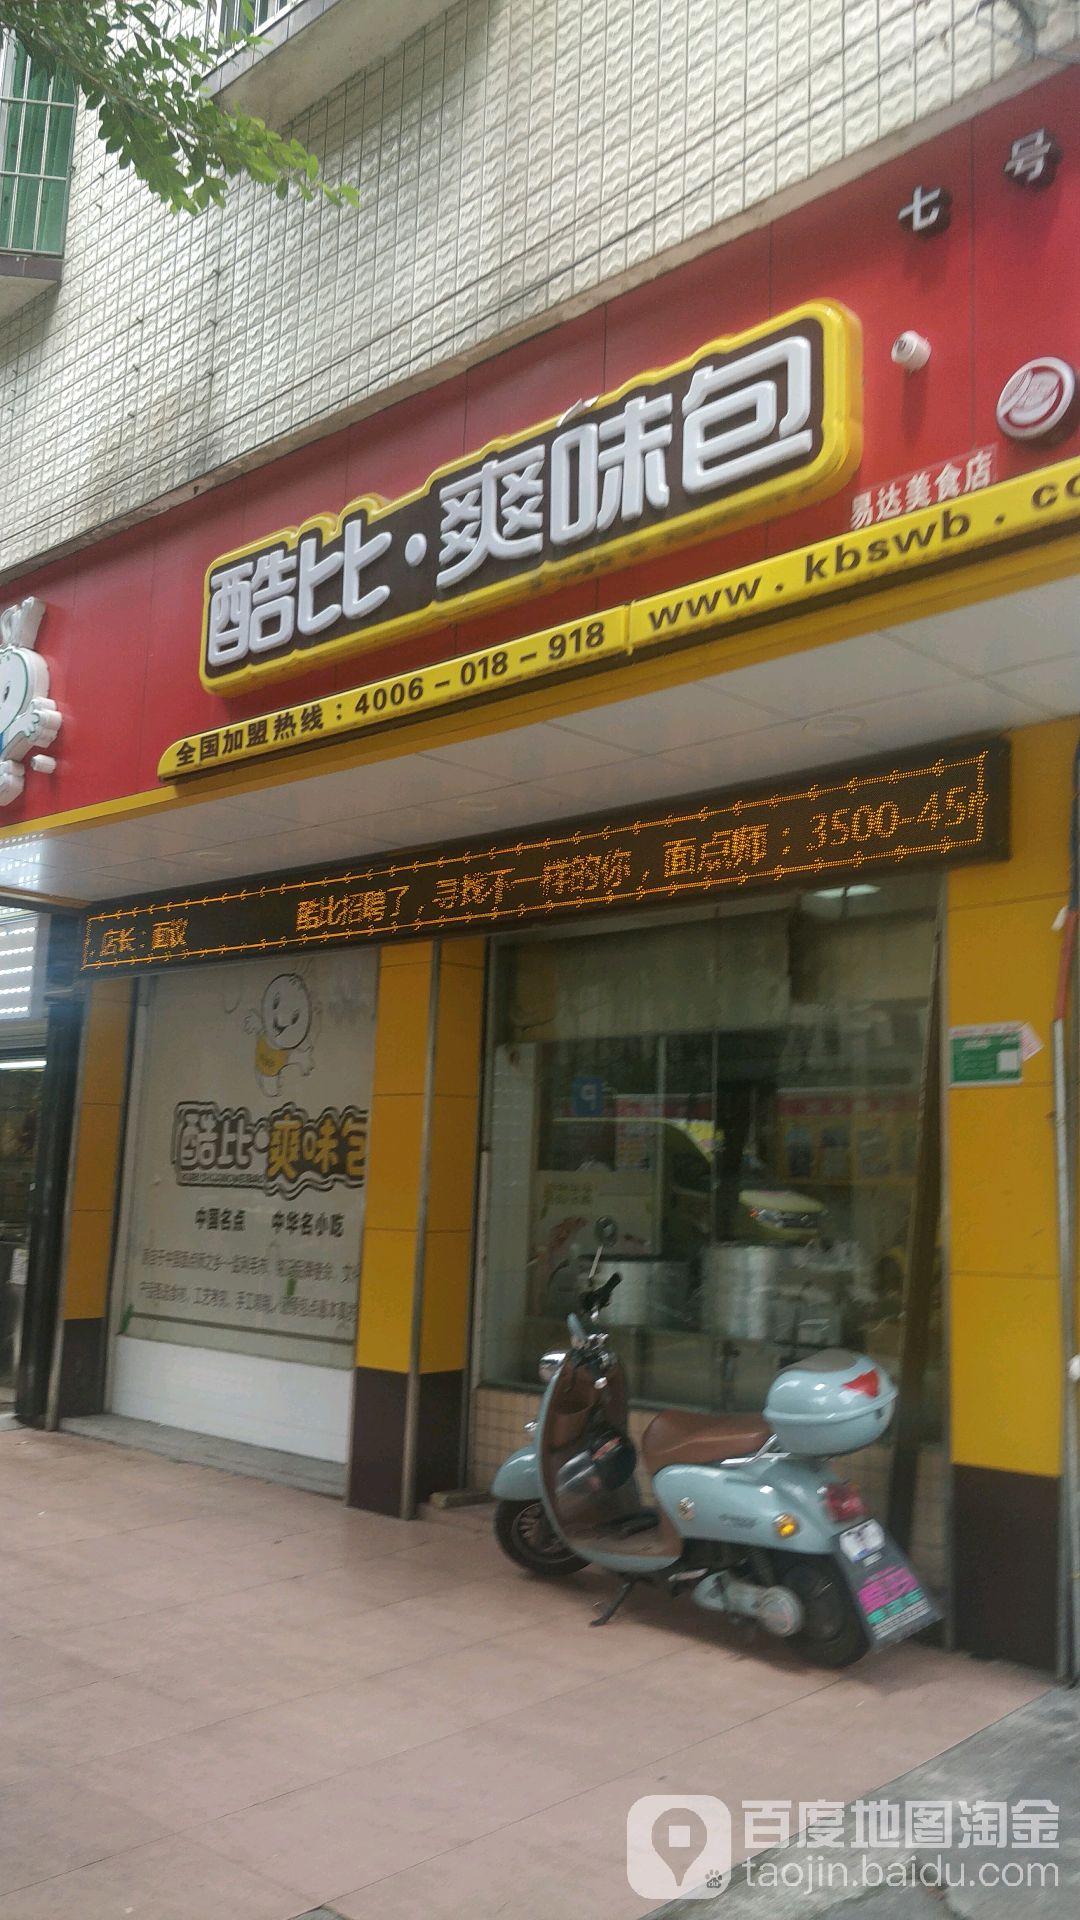 七号
酷比·爽味包
易达美食店
全国加盟热线：4006-018-918 www.kbswb.co
店长：面议 酷比招聘了，寻找不一样的你，面点师：3500-45
酷比·爽味包
中国名点 中华名小吃
P
百度地图淘金
taojin.baidu.com